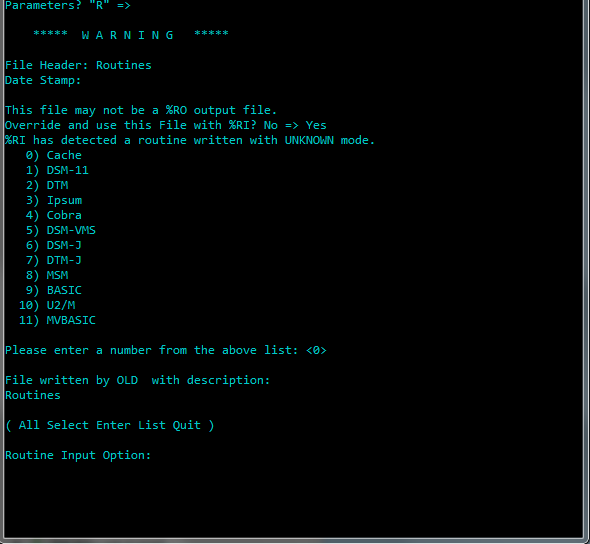 Parameters? "R" =>
***** W A R N I N G *****
File Header: Routines
Date Stamp:
This file may not be a %RO output file.
Override and use this File with %RI? No => Yes
%RI has detected a routine written with UNKNOWN mode.
0) Cache
1) DSM-11
2) DTM
3) Ipsum
4) Cobra
5) DSM-VMS
6) DSM-J
7) DTM-J
8) MSM
9) BASIC
10) U2/M
11) MVBASIC
Please enter a number from the above list: <0>
File written by OLD  with description:
Routines
( All Select Enter List Quit )
Routine Input Option: